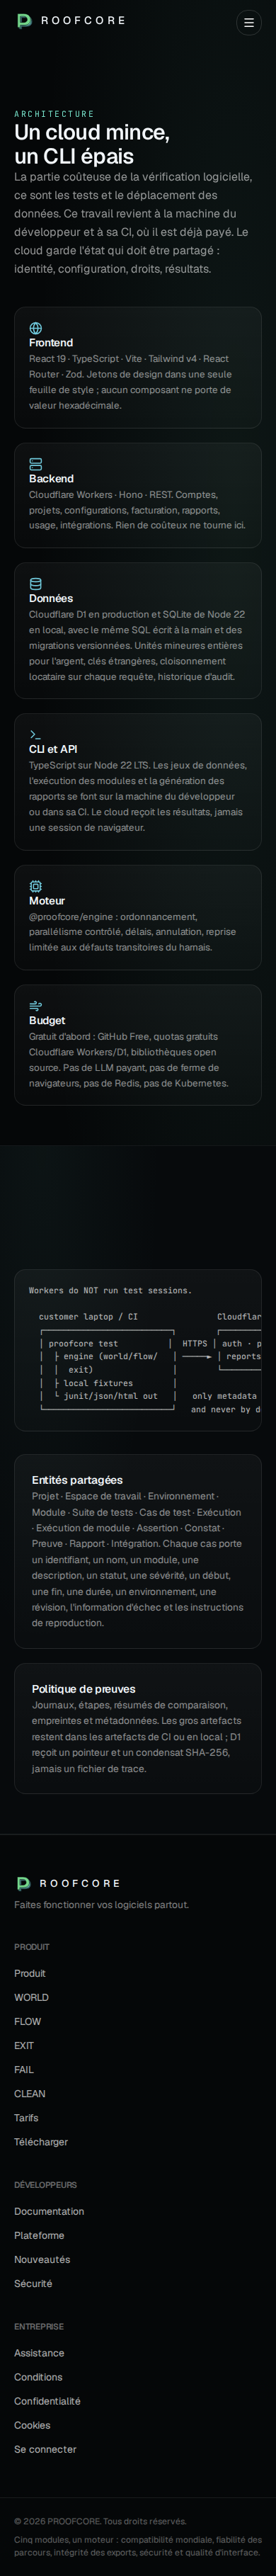 ROOFCORE
ARCHITECTURE
Un cloud mince,
un CLI épais
La partie coûteuse de la vérification logicielle,
ce sont les tests et le déplacement des
données. Ce travail revient à la machine du
développeur et à sa CI, où il est déjà payé. Le
cloud garde l'état qui doit être partagé :
identité, configuration, droits, résultats.
Frontend
React 19 · TypeScript · Vite · Tailwind v4 · React
Router · Zod. Jetons de design dans une seule
feuille de style ; aucun composant ne porte de
valeur hexadécimale.
Backend
Cloudflare Workers · Hono · REST. Comptes,
projets, configurations, facturation, rapports,
usage, intégrations. Rien de coûteux ne tourne ici.
Données
Cloudflare D1 en production et SQLite de Node 22
en local, avec le même SQL écrit à la main et des
migrations versionnées. Unités mineures entières
pour l'argent, clés étrangères, cloisonnement
locataire sur chaque requête, historique d'audit.
CLI et API
TypeScript sur Node 22 LTS. Les jeux de données,
l'exécution des modules et la génération des
rapports se font sur la machine du développeur
ou dans sa CI. Le cloud reçoit les résultats, jamais
une session de navigateur.
Moteur
@proofcore/engine : ordonnancement,
parallélisme contrôlé, délais, annulation, reprise
limitée aux défauts transitoires du harnais.
Budget
Gratuit d'abord : GitHub Free, quotas gratuits
Cloudflare Workers/D1, bibliothèques open
source. Pas de LLM payant, pas de ferme de
navigateurs, pas de Redis, pas de Kubernetes.
Workers do NOT run test sessions.
customer laptop / CI Cloudflar
proofcore test HTTPS auth · p
├ engine (world/flow/ reports
│ exit)
├ local fixtures
└ junit/json/html out only metadata
and never by d
Entités partagées
Projet · Espace de travail · Environnement ·
Module · Suite de tests · Cas de test · Exécution
· Exécution de module · Assertion · Constat ·
Preuve · Rapport · Intégration. Chaque cas porte
un identifiant, un nom, un module, une
description, un statut, une sévérité, un début,
une fin, une durée, un environnement, une
révision, l'information d'échec et les instructions
de reproduction.
Politique de preuves
Journaux, étapes, résumés de comparaison,
empreintes et métadonnées. Les gros artefacts
restent dans les artefacts de CI ou en local ; D1
reçoit un pointeur et un condensat SHA-256,
jamais un fichier de trace.
ROOFCORE
Faites fonctionner vos logiciels partout.
PRODUIT
Produit
WORLD
FLOW
EXIT
FAIL
CLEAN
Tarifs
Télécharger
DÉVELOPPEURS
Documentation
Plateforme
Nouveautés
Sécurité
ENTREPRISE
Assistance
Conditions
Confidentialité
Cookies
Se connecter
© 2026 PROOFCORE. Tous droits réservés.
Cinq modules, un moteur : compatibilité mondiale, fiabilité des
parcours, intégrité des exports, sécurité et qualité d'interface.